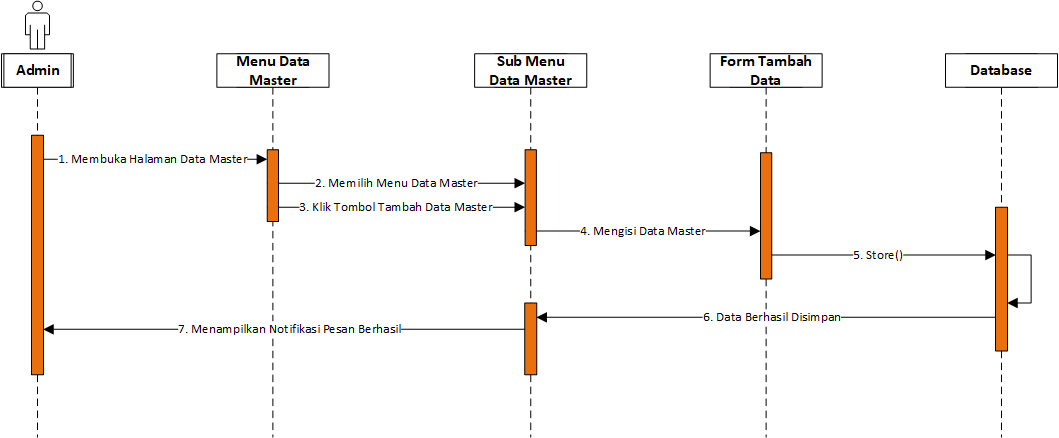 Admin
Menu Data
Master
Sub Menu
Data Master
Form Tambah
Data
Database
1. Membuka Halaman Data Master
2. Memilih Menu Data Master
3. Klik Tombol Tambah Data Master
4. Mengisi Data Master
5. Store()
6. Data Berhasil Disimpan
7. Menampilkan Notifikasi Pesan Berhasil